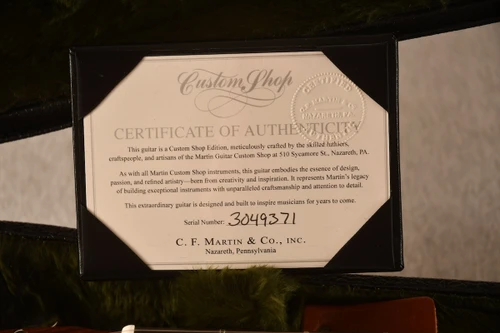 Custom Shop
CERTIFICATE OF AUTHENTICITY
This guitar is a Custom Shop Edition, meticulously crafted by the skilled luthiers,
craftspeople, and artisans of the Martin Guitar Custom Shop at 510 Sycamore St., Nazareth, PA.
As with all Martin Custom Shop instruments, this guitar embodies the essence of design,
passion, and refined artistry—born from creativity and inspiration. It represents Martin's legacy
of building exceptional instruments with unparalleled craftsmanship and attention to detail.
This extraordinary guitar is designed and built to inspire musicians for years to come.
Serial Number: 3049371
C. F. MARTIN & CO., INC.
Nazareth, Pennsylvania